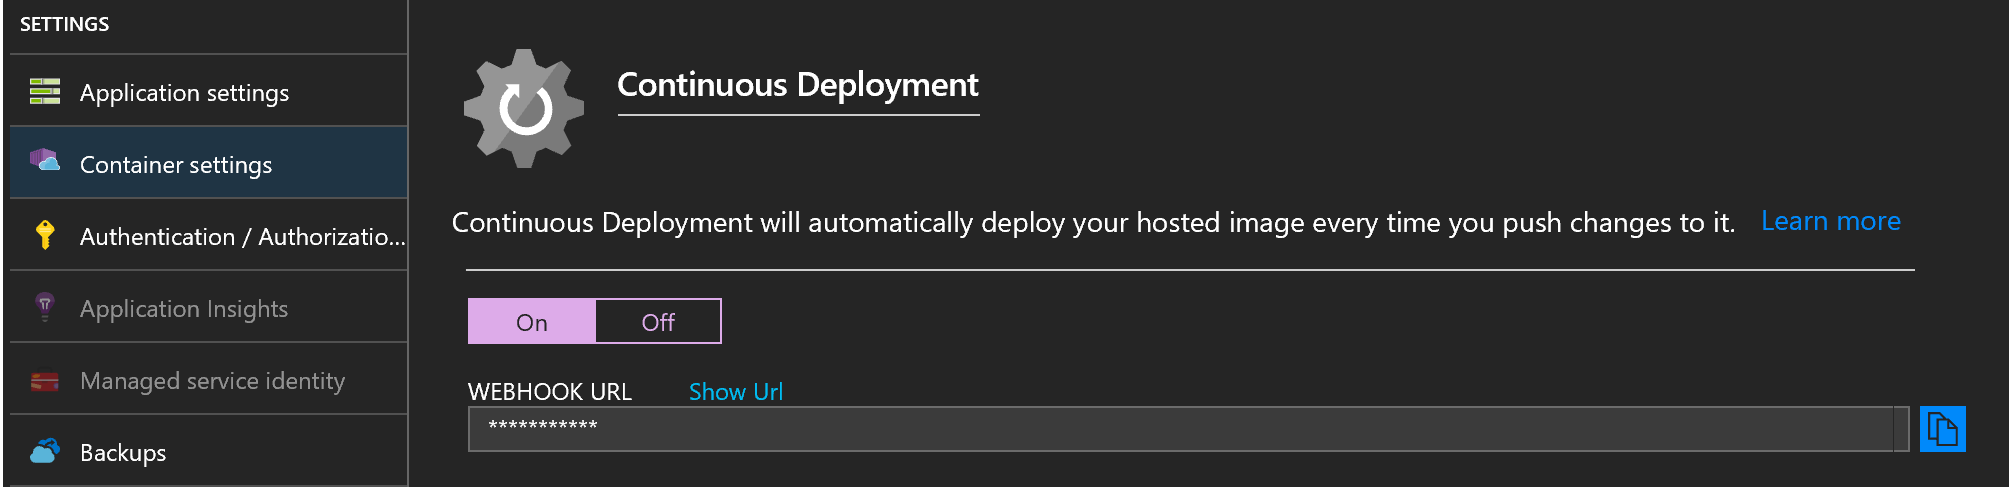 SETTINGS
Application settings
Container settings
Authentication / Authorizatio...
Application Insights
Managed service identity
Backups
Continuous Deployment
Continuous Deployment will automatically deploy your hosted image every time you push changes to it. Learn more
On Off
WEBHOOK URL Show Url
***********